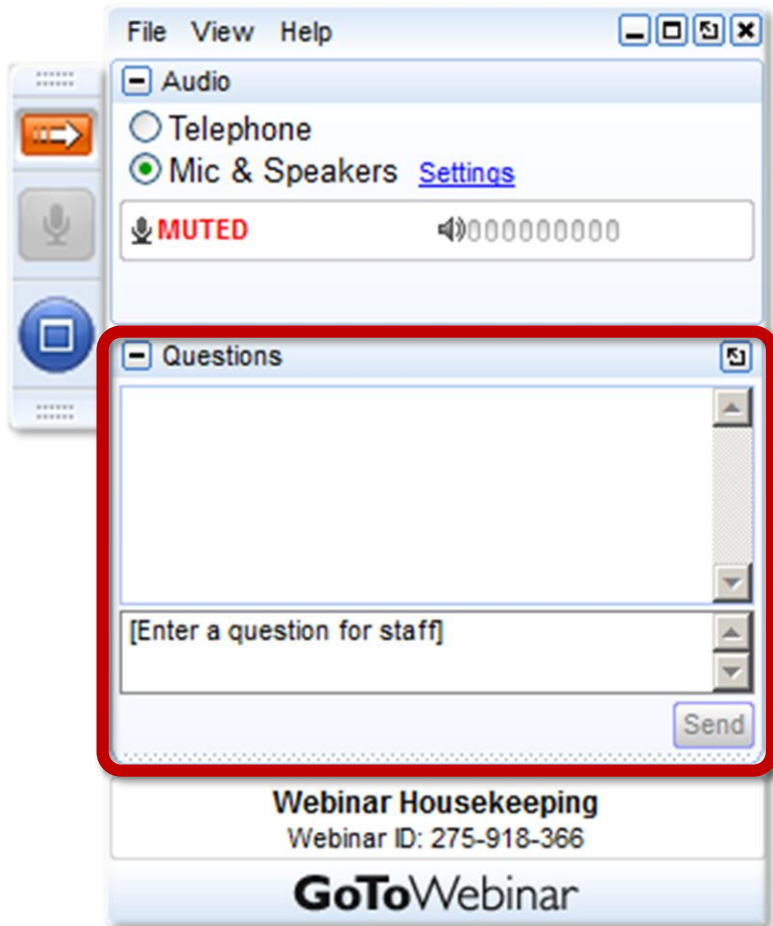 File View Help
Audio
Telephone
Mic & Speakers Settings
MUTED
Questions
[Enter a question for staff]
Send
Webinar Housekeeping
Webinar ID: 275-918-366
GoToWebinar